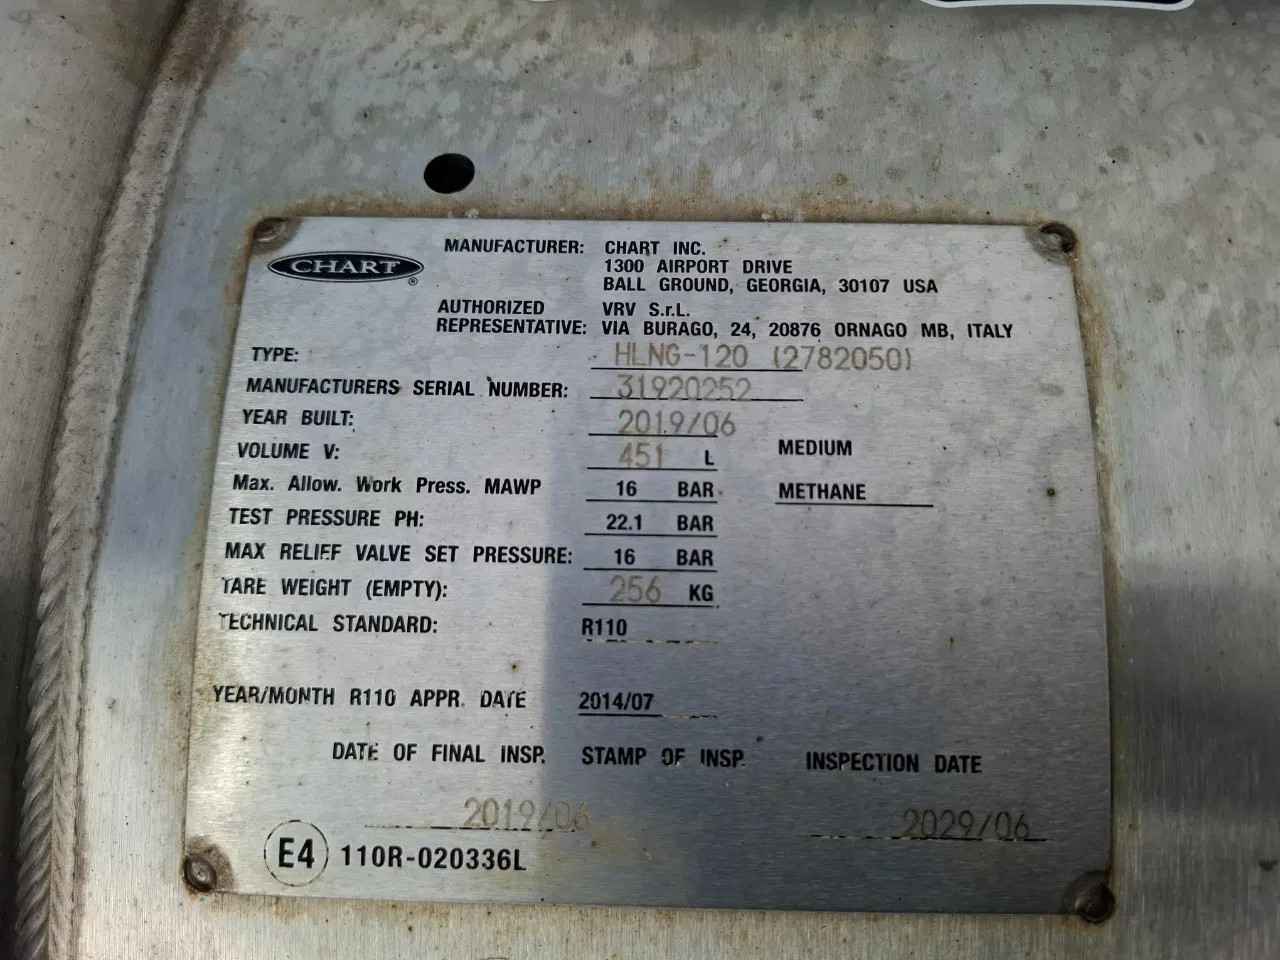 CHART®
MANUFACTURER: CHART INC.
1300 AIRPORT DRIVE
BALL GROUND, GEORGIA, 30107 USA
AUTHORIZED REPRESENTATIVE: VRV S.r.L.
VIA BURAGO, 24, 20876 ORNAGO MB, ITALY
TYPE: HLNG-120 (2782050)
MANUFACTURERS SERIAL NUMBER: 31920252
YEAR BUILT: 2019/06
VOLUME V: 451 L MEDIUM
Max. Allow. Work Press. MAWP 16 BAR METHANE
TEST PRESSURE PH: 22.1 BAR
MAX RELIEF VALVE SET PRESSURE: 16 BAR
TARE WEIGHT (EMPTY): 256 KG
TECHNICAL STANDARD: R110
YEAR/MONTH R110 APPR. DATE 2014/07
DATE OF FINAL INSP. STAMP OF INSP. INSPECTION DATE
2019/06 2029/06
E4 110R-020336L